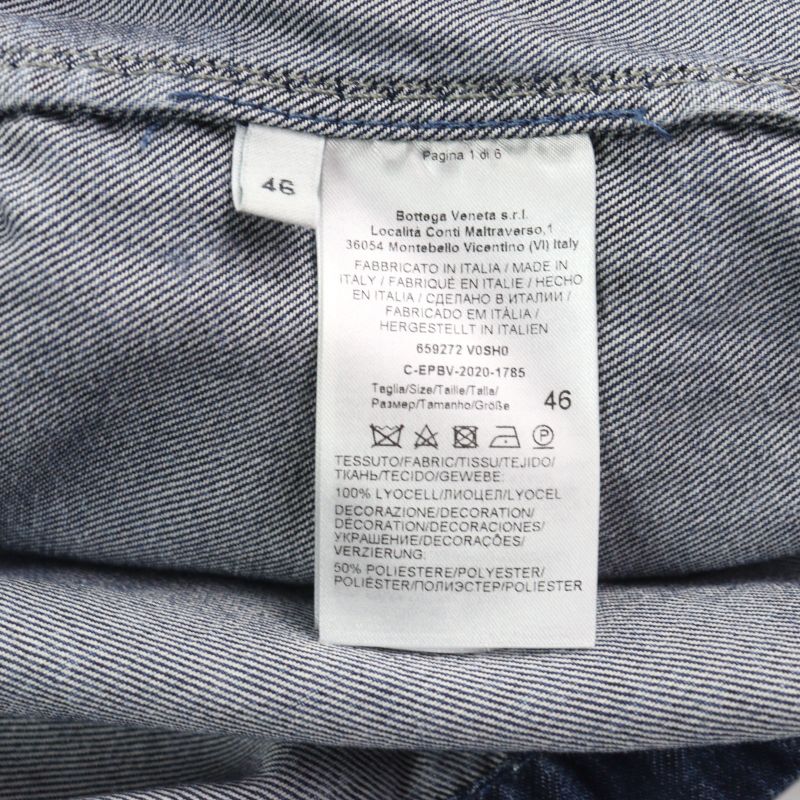 46
Pagina 1 di 6
Bottega Veneta s.r.l.
Località Conti Maltraverso,1
36054 Montebello Vicentino (VI) Italy
FABBRICATO IN ITALIA / MADE IN
ITALY / FABRIQUÉ EN ITALIE / HECHO
EN ITALIA / СДЕЛАНО В ИТАЛИИ /
FABRICADO EM ITÁLIA /
HERGESTELLT IN ITALIEN
659272 V0SH0
C-EPBV-2020-1785
Taglia/Size/Taille/Talla/
Размер/Tamanho/Größe 46
P
TESSUTO/FABRIC/TISSU/TEJIDO/
ТКАНЬ/TECIDO/GEWEBE:
100% LYOCELL/ЛИОЦЕЛ/LYOCEL
DECORAZIONE/DECORATION/
DÉCORATION/DECORACIÓN/
УКРАШЕНИЕ/DECORAÇÕES/
VERZIERUNG:
50% POLIESTERE/POLYESTER/
POLIÉSTER/ПОЛИЭСТЕР/POLIESTER